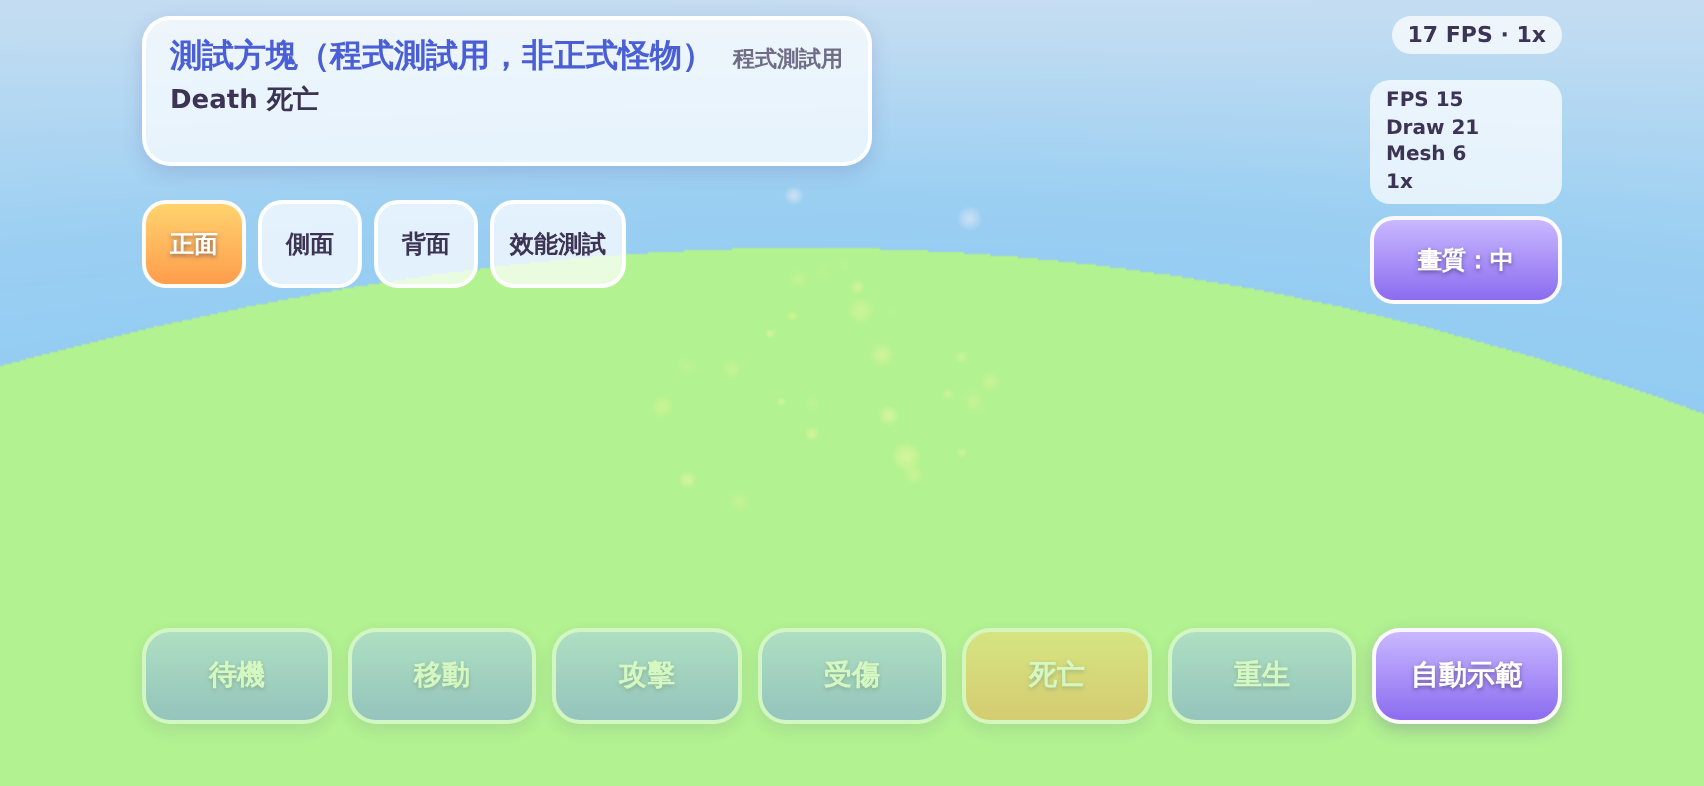 測試方塊（程式測試用，非正式怪物） 程式測試用
Death 死亡
17 FPS · 1x
FPS 15
Draw 21
Mesh 6
1x
正面
側面
背面
效能測試
畫質：中
待機
移動
攻擊
受傷
死亡
重生
自動示範